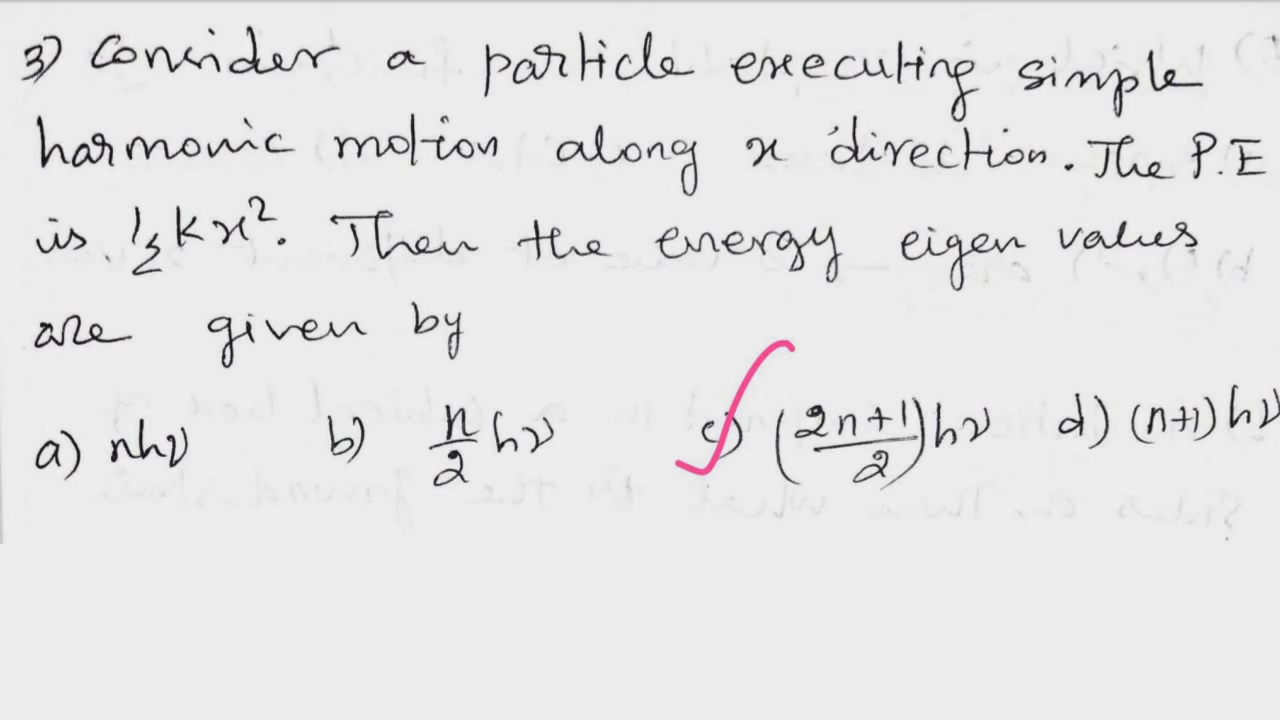 3) Consider a particle executing simple
harmonic motion along x direction. The P.E
is ½kx². Then the energy eigen values
are given by
a) nhν b) n/2 hν c) (2n+1/2)hν d) (n+1)hν